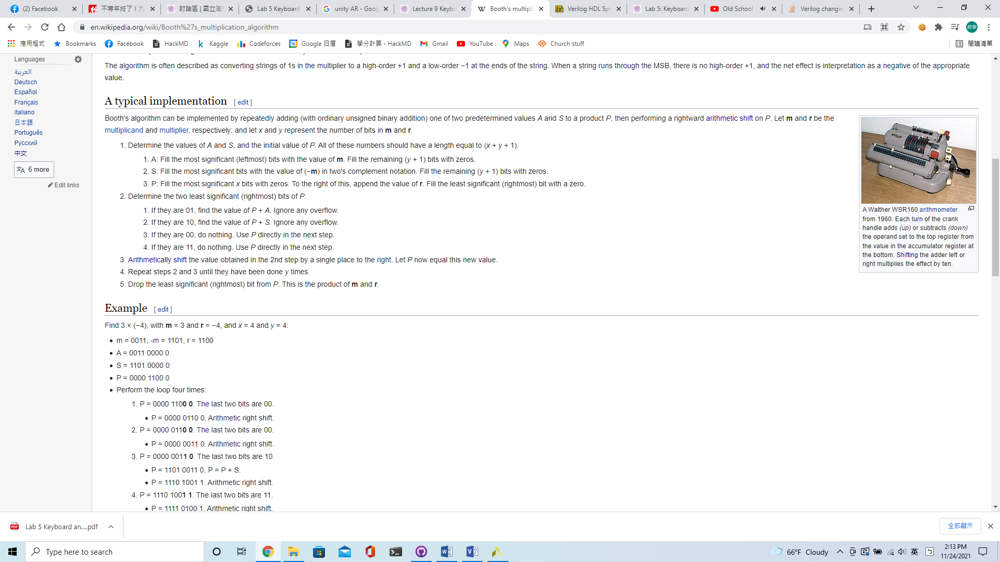 (2) Facebook
不等年終了！九
討論區 | 國立清
Lab 5 Keyboard
unity AR - Goog
Lecture 9 Keybo
Booth's multipli
Verilog HDL Syn
Lab 5: Keyboard
Old School
Verilog changin
en.wikipedia.org/wiki/Booth%27s_multiplication_algorithm
邦寧
應用程式
Bookmarks
Facebook
HackMD
Kaggle
Codeforces
Google 日曆
學分計算 - HackMD
Gmail
YouTube
Maps
Church stuff
閱讀清單
Languages
العربية
Deutsch
Español
Français
Italiano
日本語
Português
Русский
中文
6 more
Edit links
The algorithm is often described as converting strings of 1s in the multiplier to a high-order +1 and a low-order −1 at the ends of the string. When a string runs through the MSB, there is no high-order +1, and the net effect is interpretation as a negative of the appropriate
value.
A typical implementation [ edit ]
Booth's algorithm can be implemented by repeatedly adding (with ordinary unsigned binary addition) one of two predetermined values A and S to a product P, then performing a rightward arithmetic shift on P. Let m and r be the
multiplicand and multiplier, respectively; and let x and y represent the number of bits in m and r.
1. Determine the values of A and S, and the initial value of P. All of these numbers should have a length equal to (x + y + 1).
1. A: Fill the most significant (leftmost) bits with the value of m. Fill the remaining (y + 1) bits with zeros.
2. S: Fill the most significant bits with the value of (−m) in two's complement notation. Fill the remaining (y + 1) bits with zeros.
3. P: Fill the most significant x bits with zeros. To the right of this, append the value of r. Fill the least significant (rightmost) bit with a zero.
2. Determine the two least significant (rightmost) bits of P.
1. If they are 01, find the value of P + A. Ignore any overflow.
2. If they are 10, find the value of P + S. Ignore any overflow.
3. If they are 00, do nothing. Use P directly in the next step.
4. If they are 11, do nothing. Use P directly in the next step.
3. Arithmetically shift the value obtained in the 2nd step by a single place to the right. Let P now equal this new value.
4. Repeat steps 2 and 3 until they have been done y times.
5. Drop the least significant (rightmost) bit from P. This is the product of m and r.
A Walther WSR160 arithmometer
from 1960. Each turn of the crank
handle adds (up) or subtracts (down)
the operand set to the top register from
the value in the accumulator register at
the bottom. Shifting the adder left or
right multiplies the effect by ten.
Example [ edit ]
Find 3 × (−4), with m = 3 and r = −4, and x = 4 and y = 4:
m = 0011, -m = 1101, r = 1100
A = 0011 0000 0
S = 1101 0000 0
P = 0000 1100 0
Perform the loop four times:
1. P = 0000 1100 0. The last two bits are 00.
P = 0000 0110 0. Arithmetic right shift.
2. P = 0000 0110 0. The last two bits are 00.
P = 0000 0011 0. Arithmetic right shift.
3. P = 0000 0011 0. The last two bits are 10.
P = 1101 0011 0. P = P + S.
P = 1110 1001 1. Arithmetic right shift.
4. P = 1110 1001 1. The last two bits are 11.
P = 1111 0100 1. Arithmetic right shift.
Lab 5 Keyboard an....pdf
全部顯示
Type here to search
66°F Cloudy
英
2:13 PM
11/24/2021